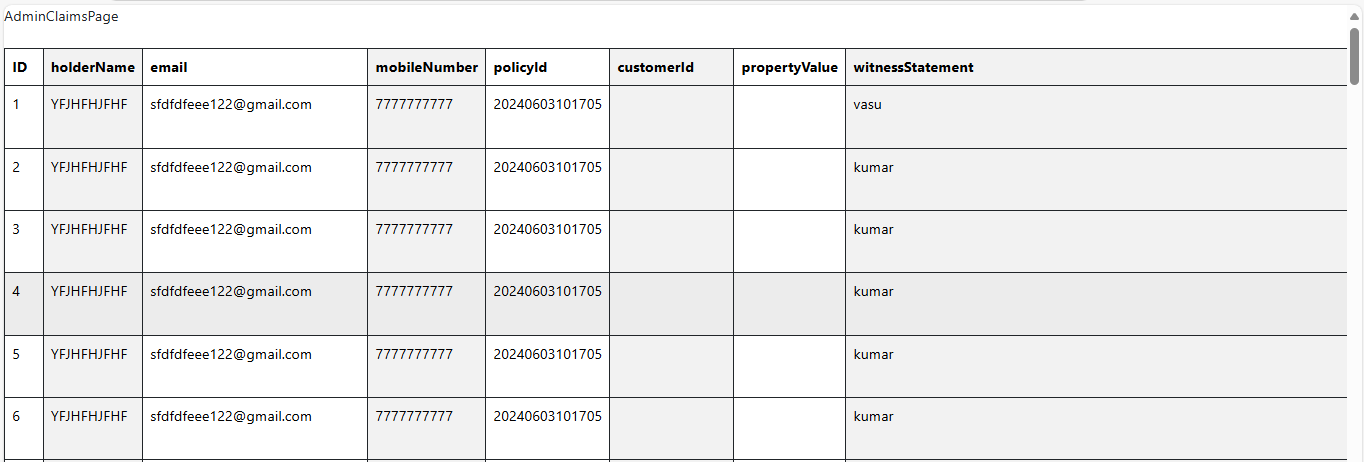 AdminClaimsPage
ID holderName email mobileNumber policyId customerId propertyValue witnessStatement
1 YFJHFHJFHF sfdfdfeee122@gmail.com 7777777777 20240603101705 vasu
2 YFJHFHJFHF sfdfdfeee122@gmail.com 7777777777 20240603101705 kumar
3 YFJHFHJFHF sfdfdfeee122@gmail.com 7777777777 20240603101705 kumar
4 YFJHFHJFHF sfdfdfeee122@gmail.com 7777777777 20240603101705 kumar
5 YFJHFHJFHF sfdfdfeee122@gmail.com 7777777777 20240603101705 kumar
6 YFJHFHJFHF sfdfdfeee122@gmail.com 7777777777 20240603101705 kumar